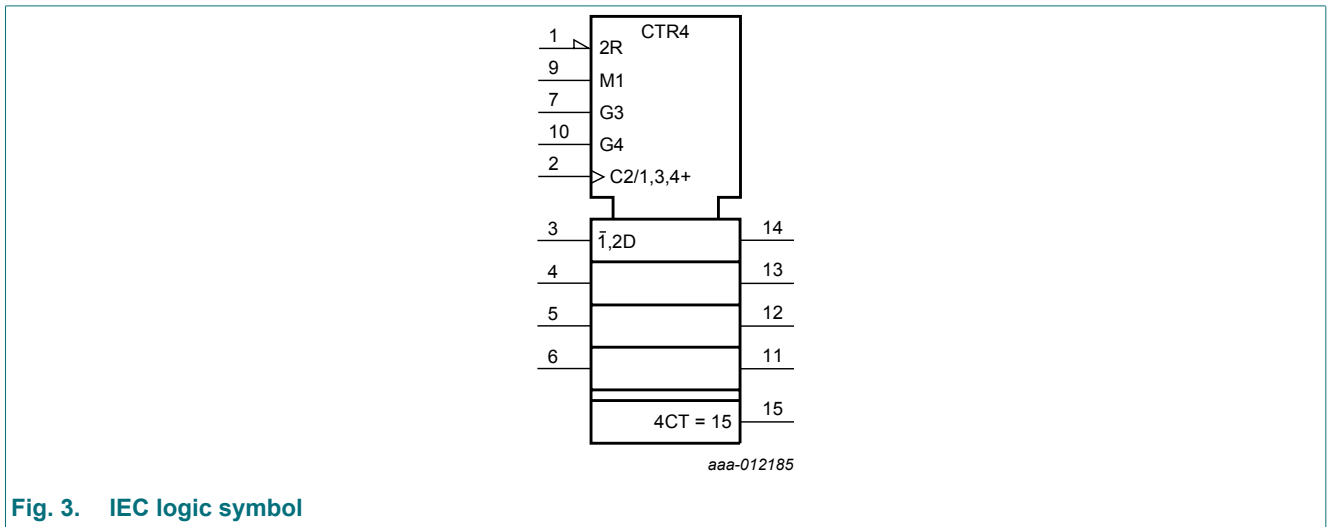 CTR4
1
2R
9
M1
7
G3
10
G4
2
C2/1,3,4+
3
1̄,2D
14
4
13
5
12
6
11
4CT = 15
15
aaa-012185
Fig. 3. IEC logic symbol